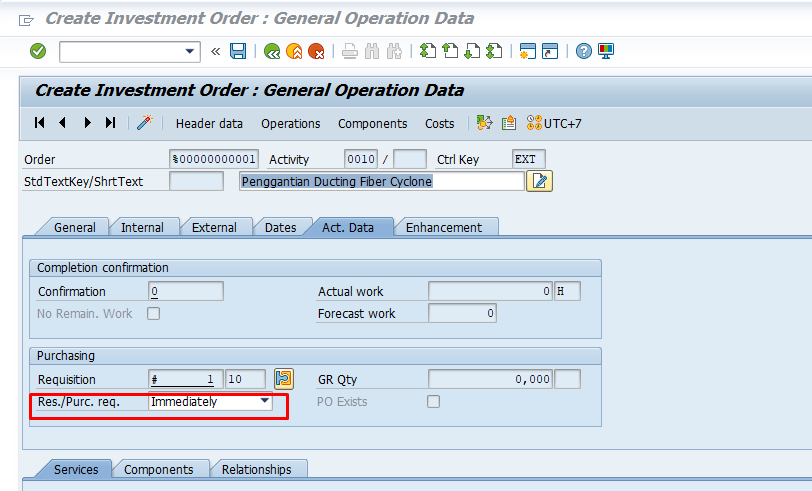 Create Investment Order : General Operation Data
«
Create Investment Order : General Operation Data
Header data Operations Components Costs UTC+7
Order %00000000001 Activity 0010 / Ctrl Key EXT
StdTextKey/ShrtText Penggantian Ducting Fiber Cyclone
General Internal External Dates Act. Data Enhancement
Completion confirmation
Confirmation 0 Actual work 0 H
No Remain. Work Forecast work 0
Purchasing
Requisition # 1 10 GR Qty 0,000
Res./Purc. req. Immediately PO Exists
Services Components Relationships